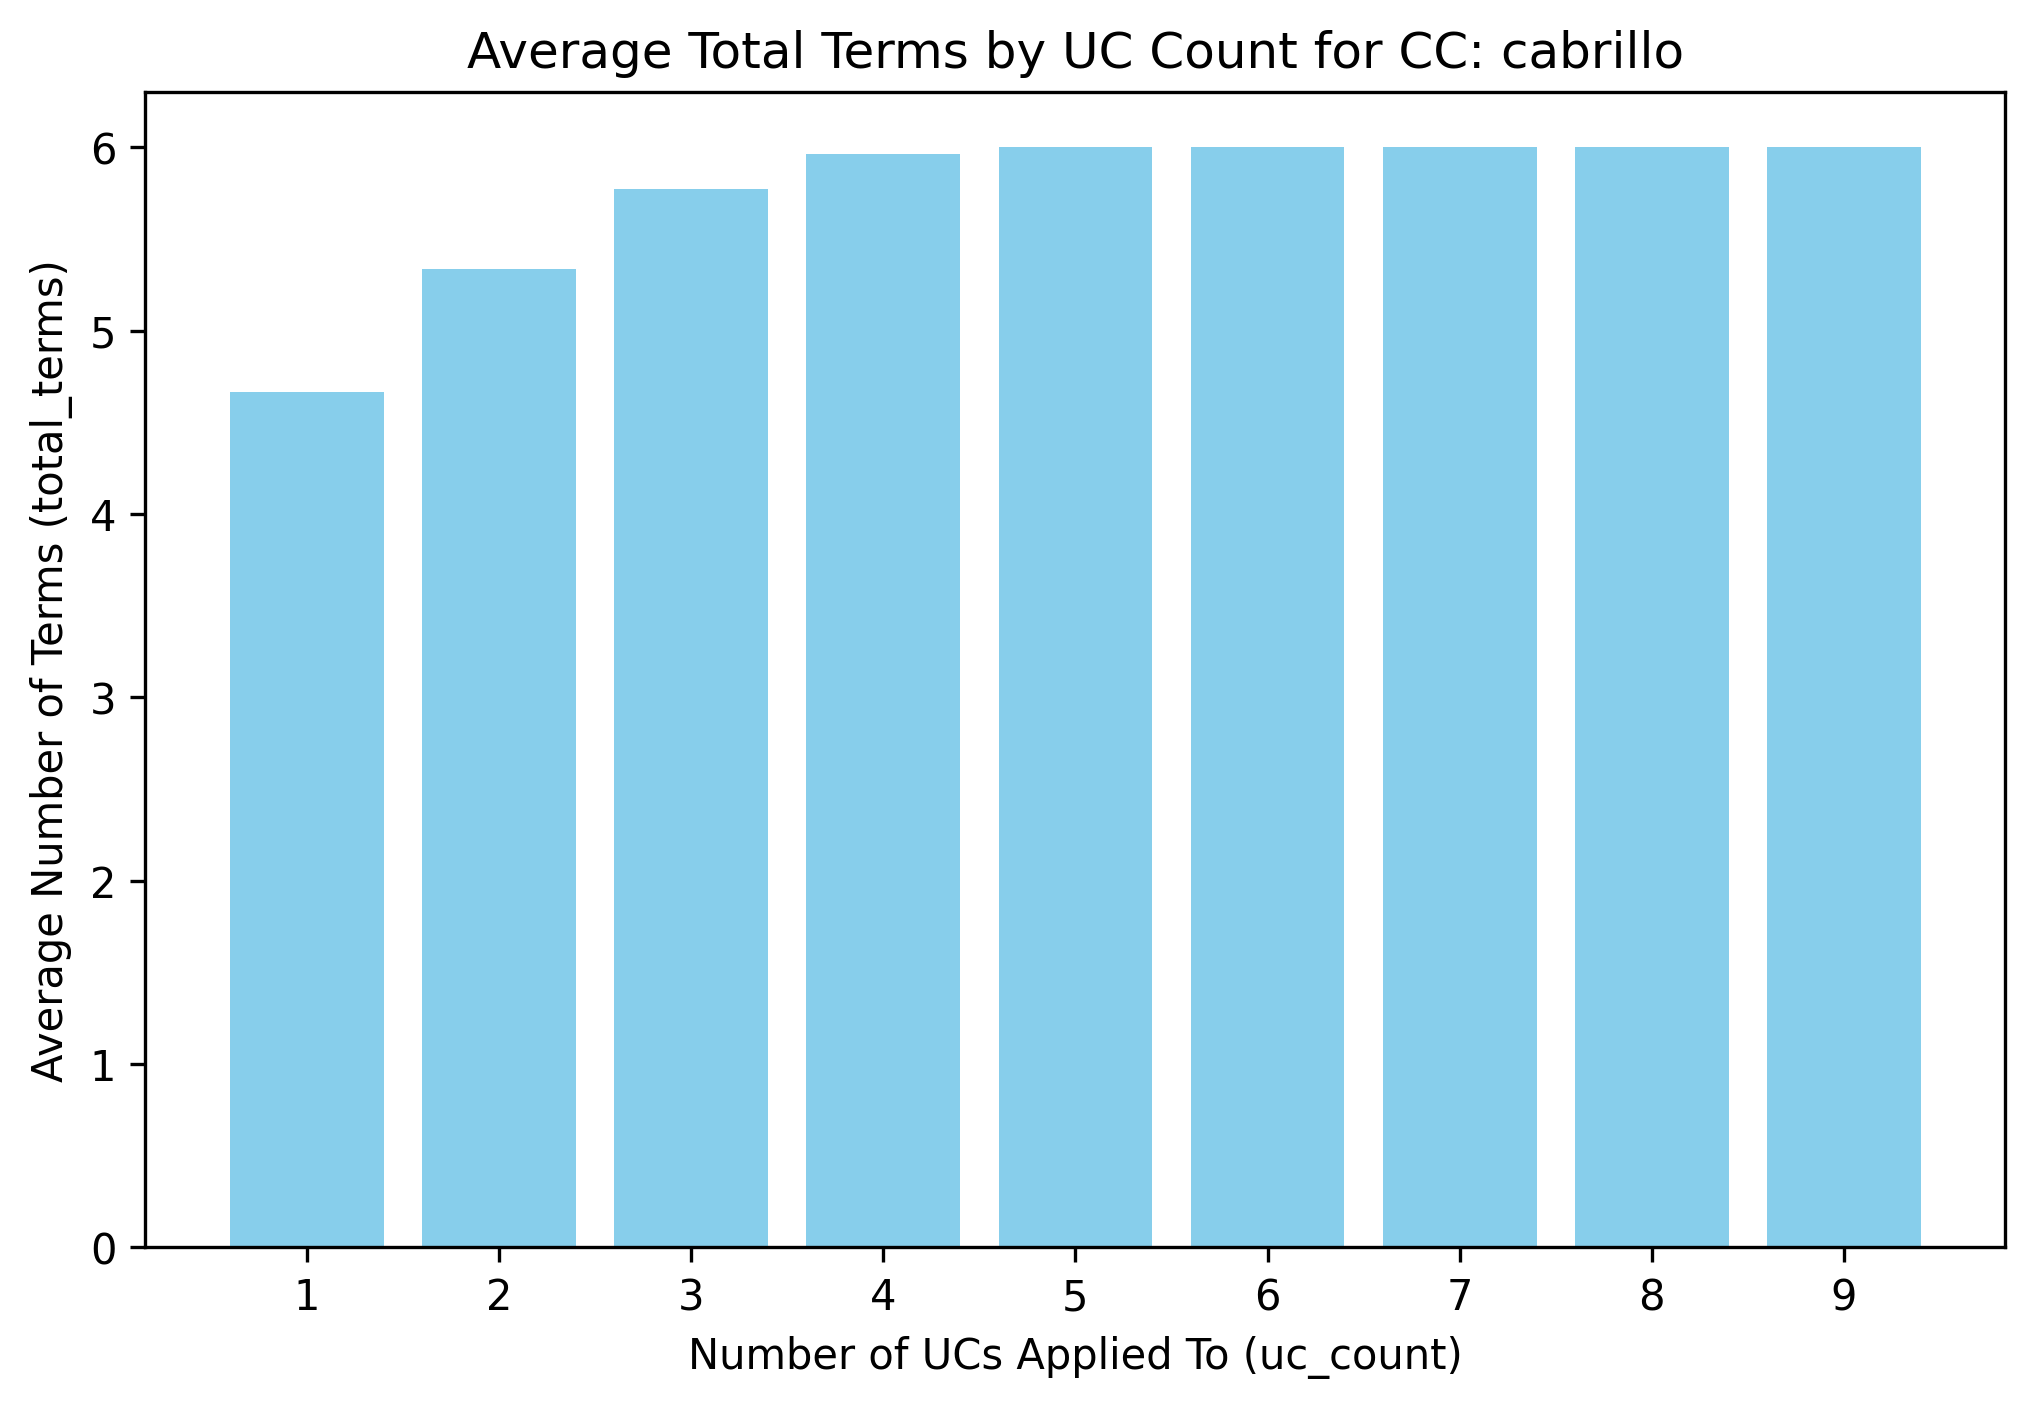 Average Total Terms by UC Count for CC: cabrillo
Average Number of Terms (total_terms)
6
5
4
3
2
1
0
1 2 3 4 5 6 7 8 9
Number of UCs Applied To (uc_count)